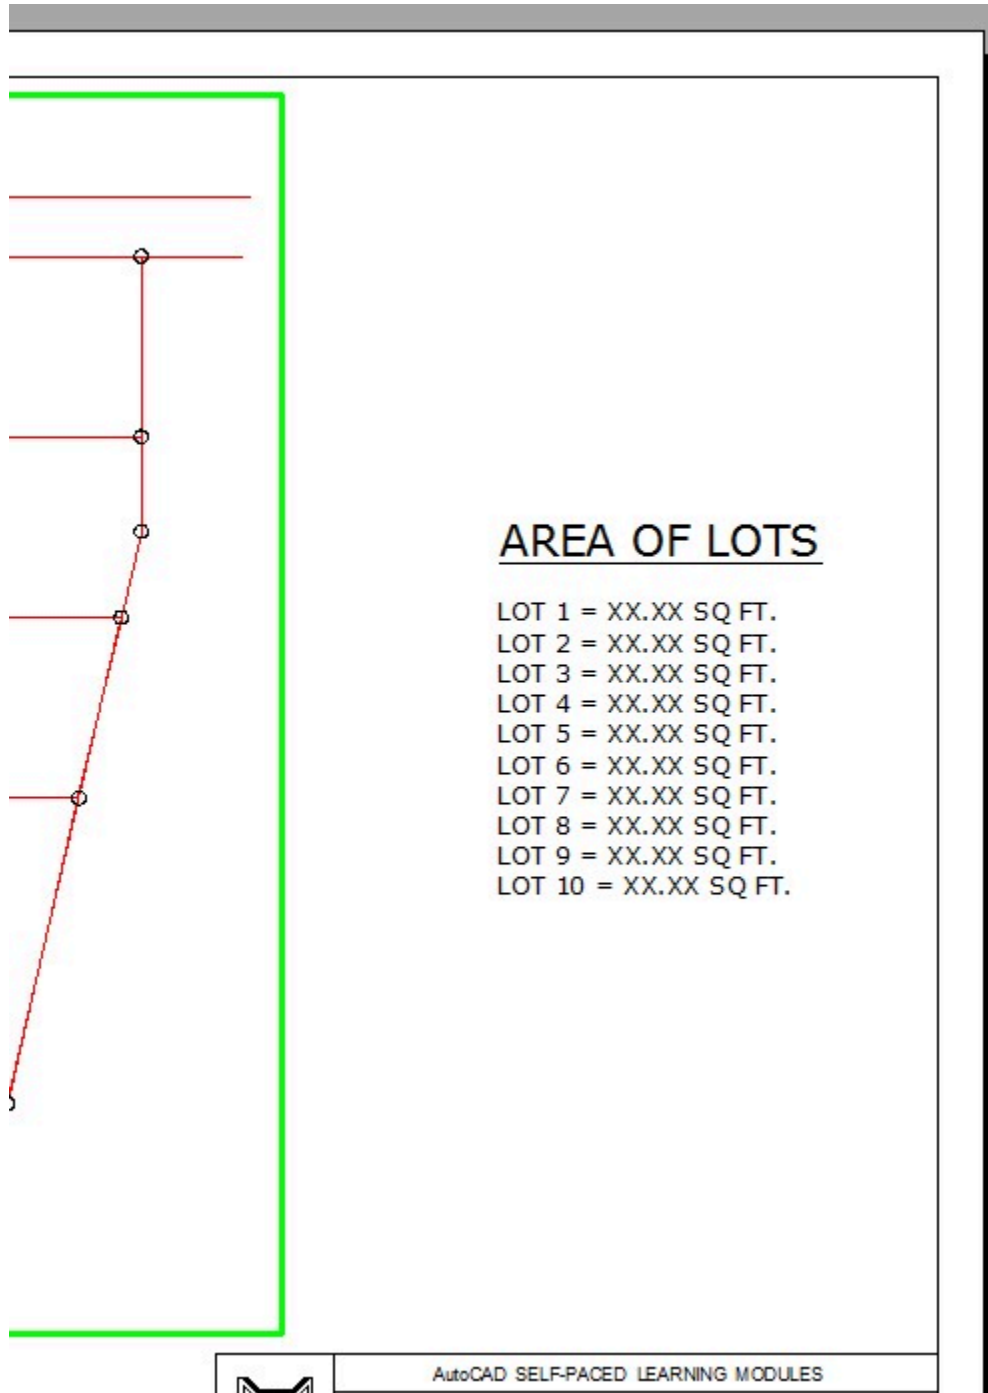 AREA OF LOTS
LOT 1 = XX.XX SQ FT.
LOT 2 = XX.XX SQ FT.
LOT 3 = XX.XX SQ FT.
LOT 4 = XX.XX SQ FT.
LOT 5 = XX.XX SQ FT.
LOT 6 = XX.XX SQ FT.
LOT 7 = XX.XX SQ FT.
LOT 8 = XX.XX SQ FT.
LOT 9 = XX.XX SQ FT.
LOT 10 = XX.XX SQ FT.
AutoCAD SELF-PACED LEARNING MODULES